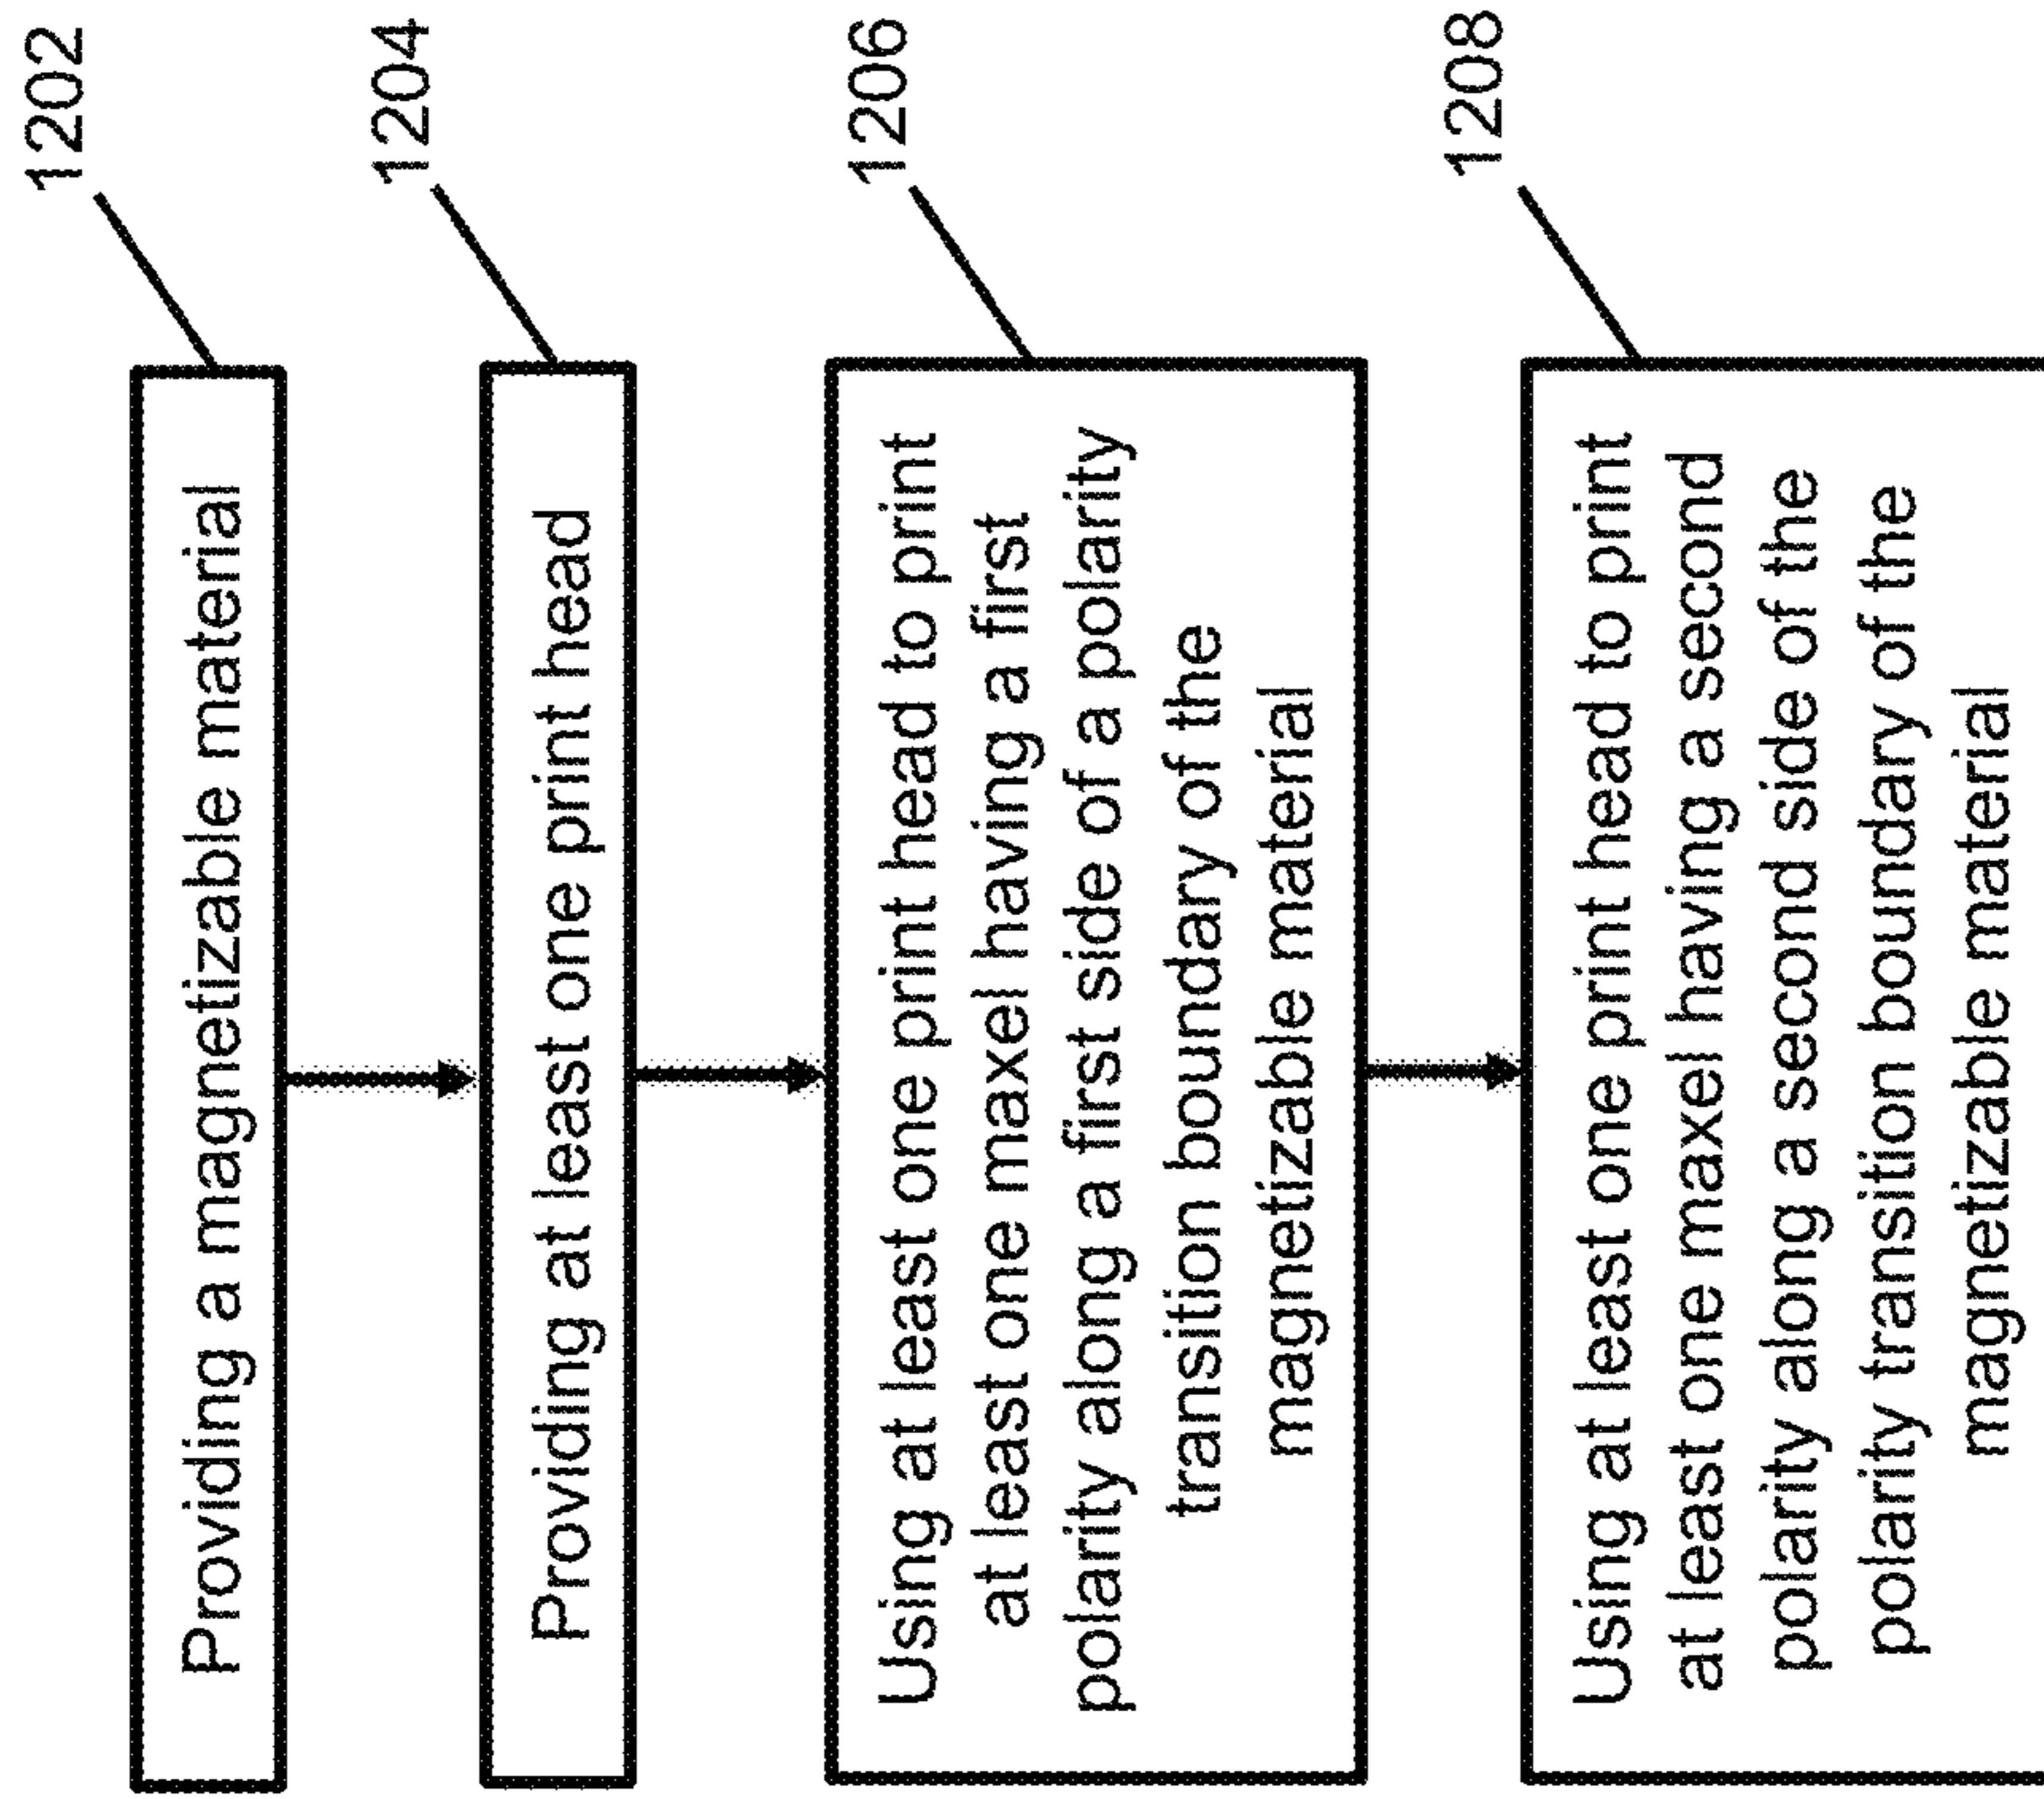 Providing a magnetizable material
1202
Providing at least one print head
1204
Using at least one print head to print
at least one maxel having a first
polarity along a first side of a polarity
transition boundary of the
magnetizable material
1206
Using at least one print head to print
at least one maxel having a second
polarity along a second side of the
polarity transition boundary of the
magnetizable material
1208